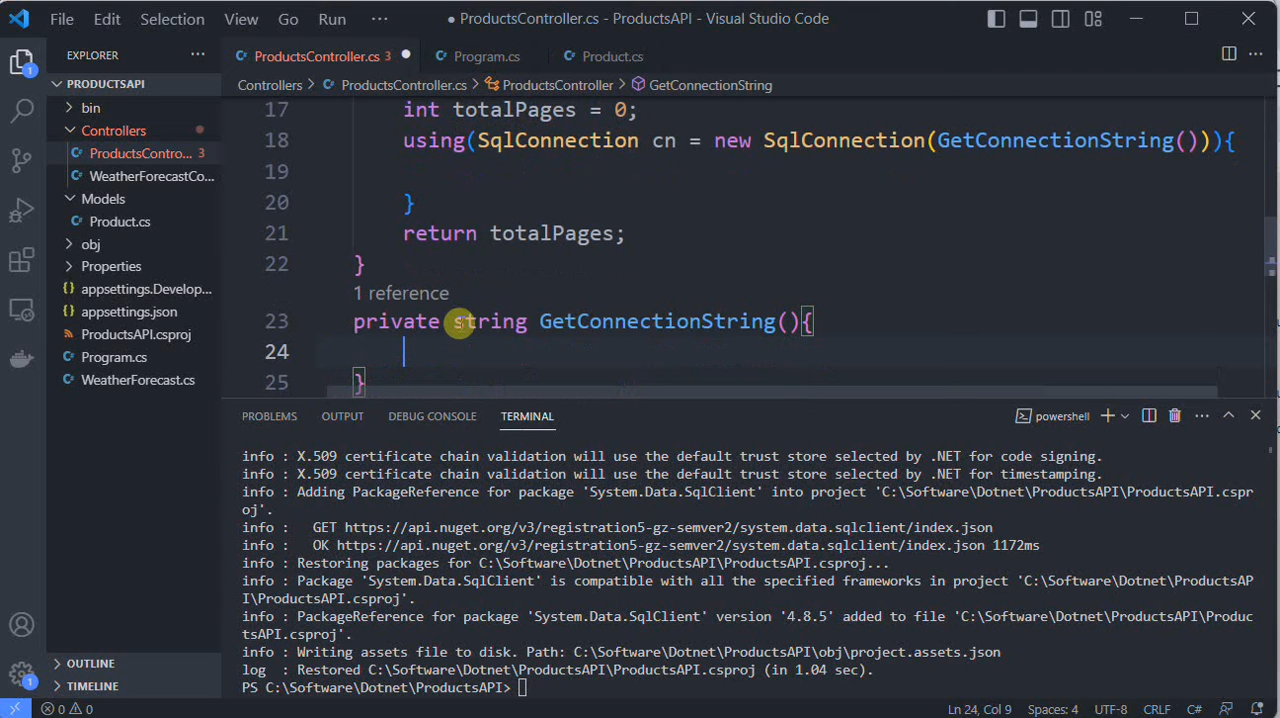 File Edit Selection View Go Run ··· ● ProductsController.cs - ProductsAPI - Visual Studio Code
EXPLORER ···
PRODUCTSAPI
bin
Controllers
ProductsContro... 3
WeatherForecastCo...
Models
Product.cs
obj
Properties
appsettings.Develop...
appsettings.json
ProductsAPI.csproj
Program.cs
WeatherForecast.cs
OUTLINE
TIMELINE
1
1
ProductsController.cs 3 ●
Program.cs
Product.cs
Controllers > ProductsController.cs > ProductsController > GetConnectionString
17 int totalPages = 0;
18 using(SqlConnection cn = new SqlConnection(GetConnectionString())){
19
20 }
21 return totalPages;
22 }
1 reference
23 private string GetConnectionString(){
24
25 }
PROBLEMS OUTPUT DEBUG CONSOLE TERMINAL powershell
info : X.509 certificate chain validation will use the default trust store selected by .NET for code signing.
info : X.509 certificate chain validation will use the default trust store selected by .NET for timestamping.
info : Adding PackageReference for package 'System.Data.SqlClient' into project 'C:\Software\Dotnet\ProductsAPI\ProductsAPI.cspr
oj'.
info :   GET https://api.nuget.org/v3/registration5-gz-semver2/system.data.sqlclient/index.json
info :   OK https://api.nuget.org/v3/registration5-gz-semver2/system.data.sqlclient/index.json 1172ms
info : Restoring packages for C:\Software\Dotnet\ProductsAPI\ProductsAPI.csproj...
info : Package 'System.Data.SqlClient' is compatible with all the specified frameworks in project 'C:\Software\Dotnet\ProductsAP
I\ProductsAPI.csproj'.
info : PackageReference for package 'System.Data.SqlClient' version '4.8.5' added to file 'C:\Software\Dotnet\ProductsAPI\Produc
tsAPI.csproj'.
info : Writing assets file to disk. Path: C:\Software\Dotnet\ProductsAPI\obj\project.assets.json
log  : Restored C:\Software\Dotnet\ProductsAPI\ProductsAPI.csproj (in 1.04 sec).
PS C:\Software\Dotnet\ProductsAPI>
0 0 Ln 24, Col 9 Spaces: 4 UTF-8 CRLF C#